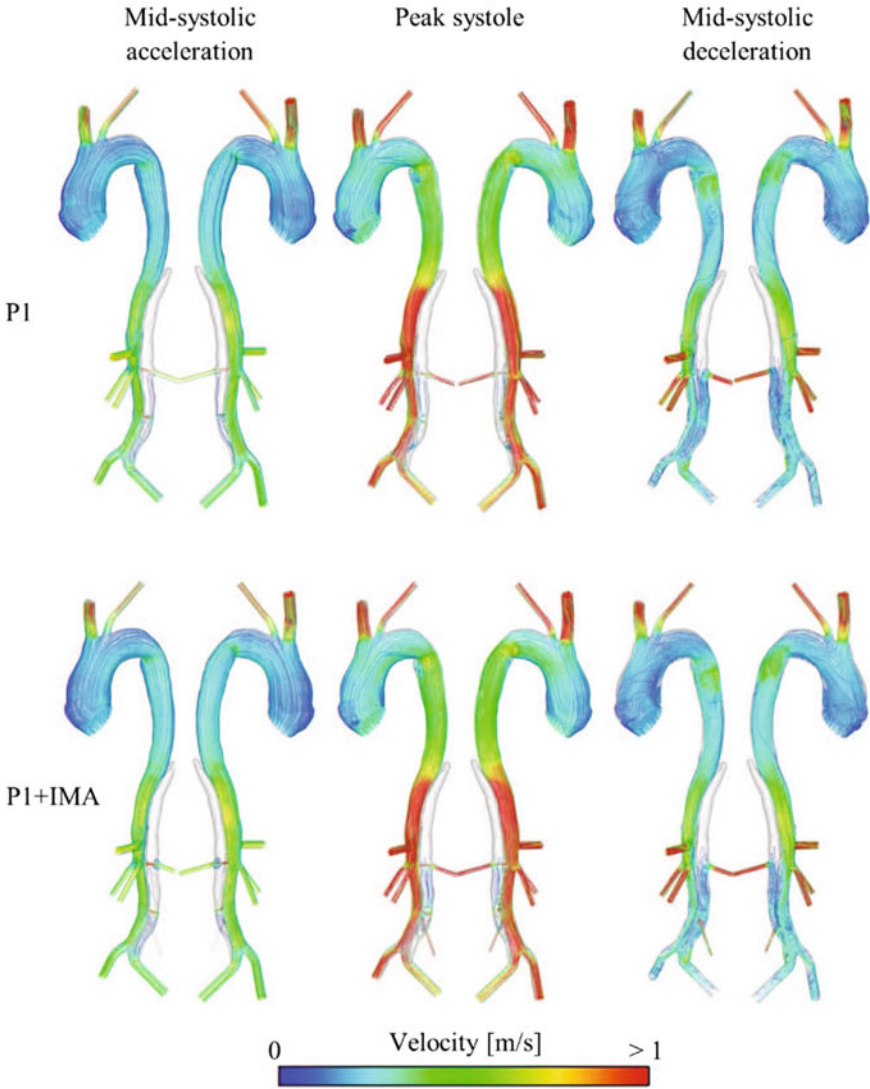 Mid-systolic
acceleration
Peak systole
Mid-systolic
deceleration
P1
P1+IMA
0 Velocity [m/s] > 1